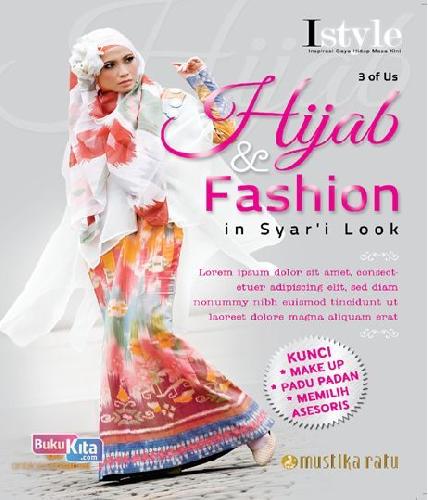 Istyle
Inspirasi Gaya Hidup Masa Kini
3 of Us
Hijab
& Fashion
in Syar'i Look
Lorem ipsum dolor sit amet, consect-
etuer adipiscing elit, sed diam
nonummy nibh euismod tincidunt ut
laoreet dolore magna aliquam erat
KUNCI
* MAKE UP
* PADU PADAN
* MEMILIH
ASESORIS
BukuKita
.com
mustika ratu